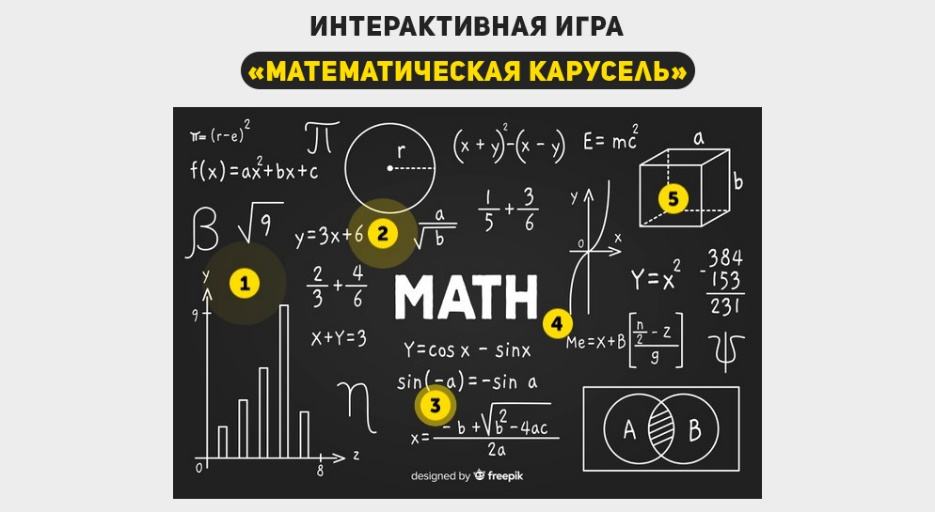 ИНТЕРАКТИВНАЯ ИГРА
«МАТЕМАТИЧЕСКАЯ КАРУСЕЛЬ»
π= (r-e)²
π
r
(x + y)²-(x - y)
E= mc²
a
b
f(x)=ax²+bx+c
5
β √9
y=3x+6
2
√a/b
1/5 + 3/6
y
0
x
1
2/3 + 4/6
MATH
Y=x²
-384
153
231
y
9
0
8
z
X+Y=3
4
Me=X+B[n/2 - z / g]
ψ
Y=cos x - sinx
η
sin(-a)=-sin a
3
x= -b+√b²-4ac / 2a
A
B
designed by freepik